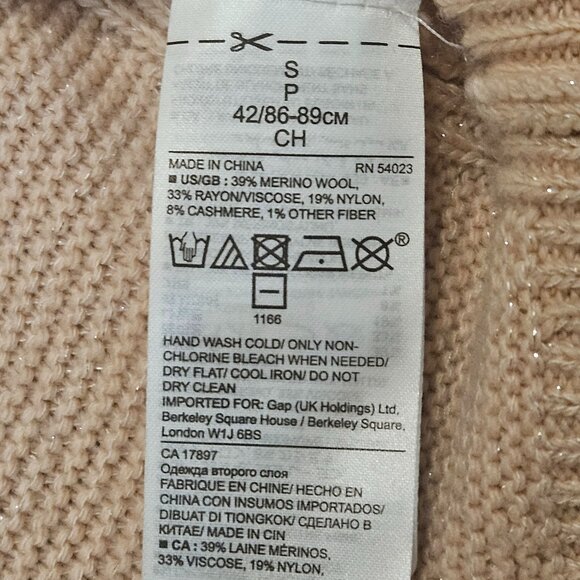 S
P
42/86-89см
CH
MADE IN CHINA RN 54023
US/GB : 39% MERINO WOOL,
33% RAYON/VISCOSE, 19% NYLON,
8% CASHMERE, 1% OTHER FIBER
®
1166
HAND WASH COLD/ ONLY NON-
CHLORINE BLEACH WHEN NEEDED/
DRY FLAT/ COOL IRON/ DO NOT
DRY CLEAN
IMPORTED FOR: Gap (UK Holdings) Ltd,
Berkeley Square House / Berkeley Square,
London W1J 6BS
CA 17897
Одежда второго слоя
FABRIQUE EN CHINE/ HECHO EN
CHINA CON INSUMOS IMPORTADOS/
DIBUAT DI TIONGKOK/ СДЕЛАНО В
КИТАЕ/ MADE IN CIN
CA : 39% LAINE MÉRINOS,
33% VISCOSE, 19% NYLON,